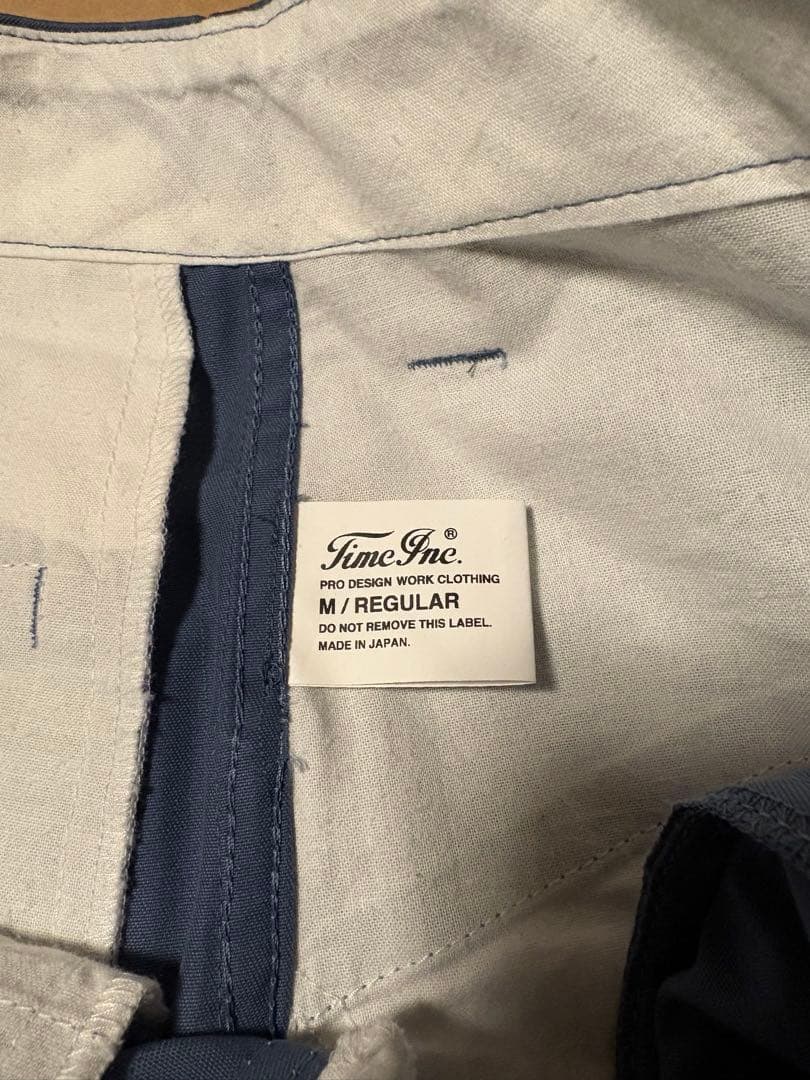 Time Inc.®
PRO DESIGN WORK CLOTHING
M / REGULAR
DO NOT REMOVE THIS LABEL.
MADE IN JAPAN.